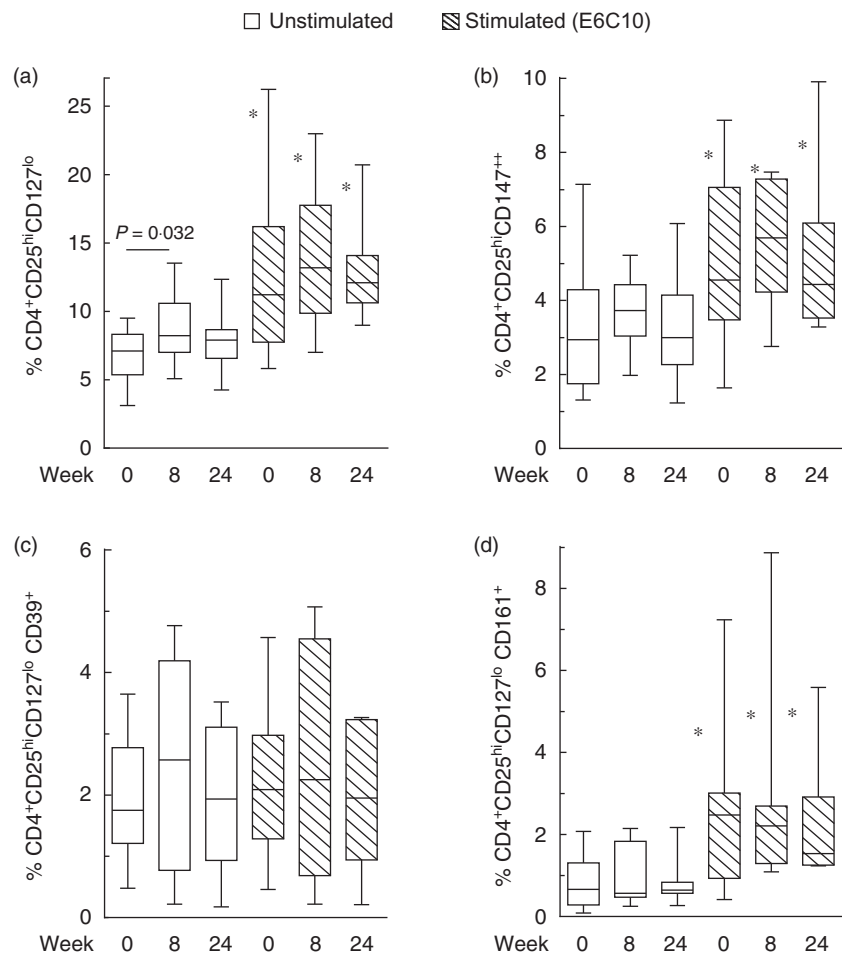 Unstimulated Stimulated (E6C10)
(a)
% CD4⁺CD25ʰⁱCD127ˡᵒ
25
20
15
10
5
0
P = 0·032
*
*
*
Week 0 8 24 0 8 24
(b)
% CD4⁺CD25ʰⁱCD147⁺⁺
10
8
6
4
2
0
*
*
*
Week 0 8 24 0 8 24
(c)
% CD4⁺CD25ʰⁱCD127ˡᵒ CD39⁺
6
4
2
0
Week 0 8 24 0 8 24
(d)
% CD4⁺CD25ʰⁱCD127ˡᵒ CD161⁺
8
6
4
2
0
*
*
*
Week 0 8 24 0 8 24